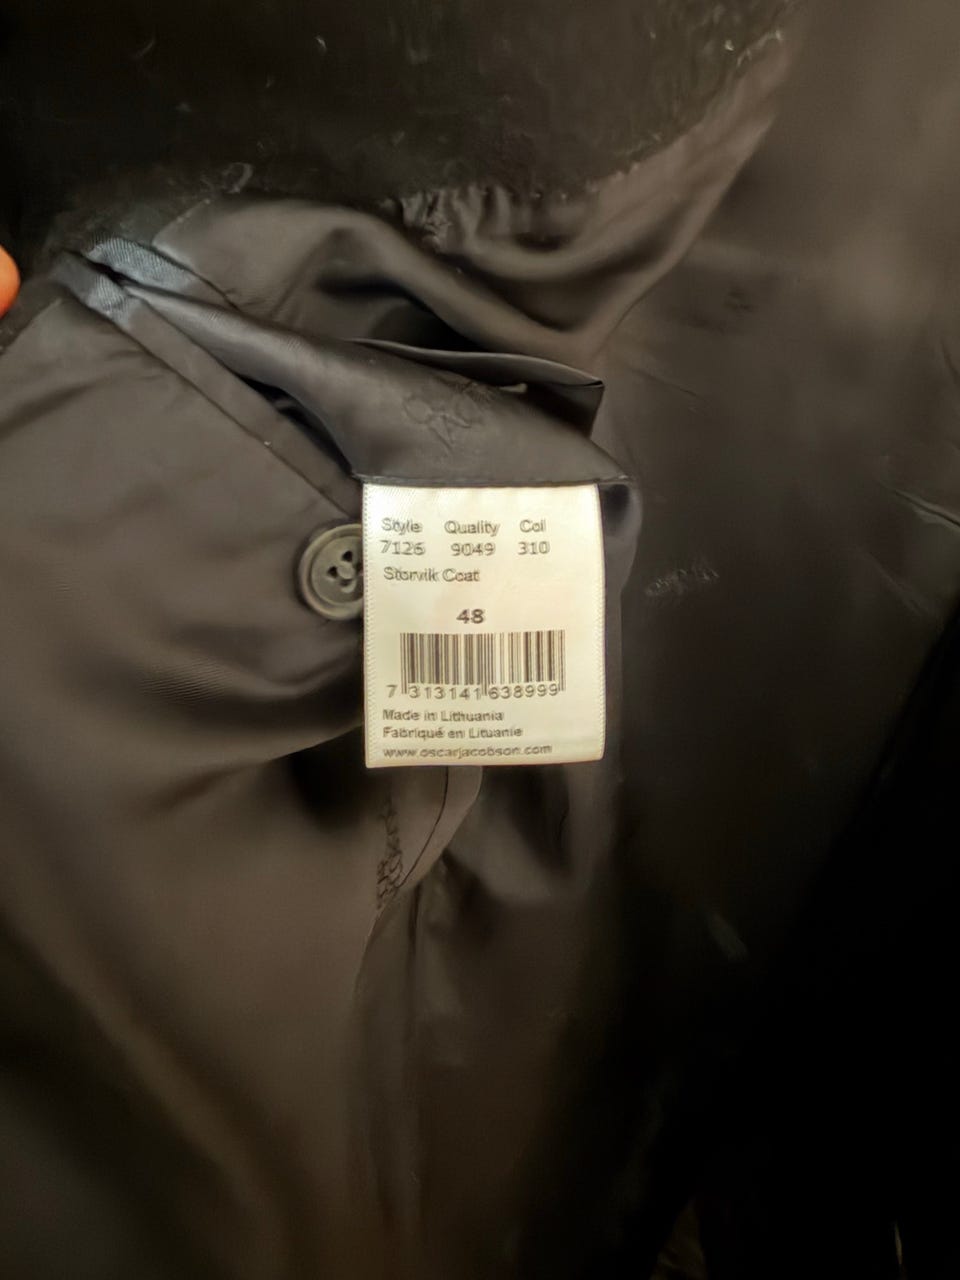 Style Quality Col
7126 9049 310
Storvik Coat
48
7 313141 638999
Made in Lithuania
Fabriqué en Lituanie
www.oscarjacobson.com